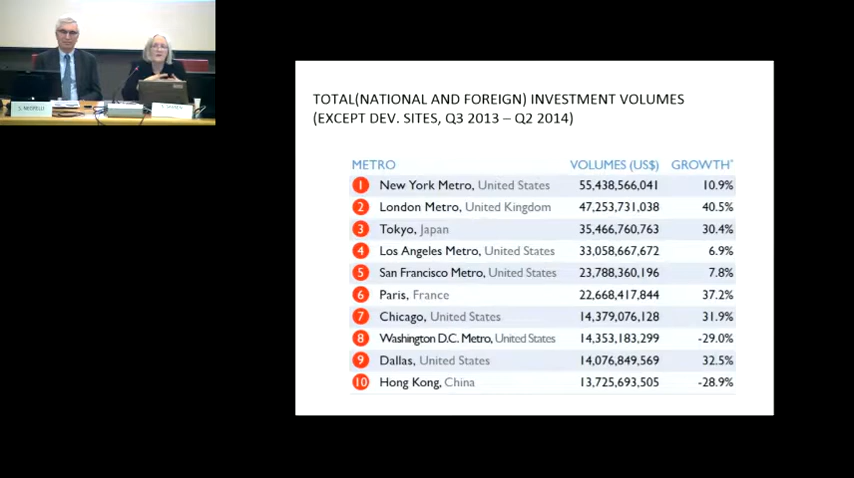 TOTAL(NATIONAL AND FOREIGN) INVESTMENT VOLUMES
(EXCEPT DEV. SITES, Q3 2013 – Q2 2014)
METRO VOLUMES (US$) GROWTH*
1 New York Metro, United States 55,438,566,041 10.9%
2 London Metro, United Kingdom 47,253,731,038 40.5%
3 Tokyo, Japan 35,466,760,763 30.4%
4 Los Angeles Metro, United States 33,058,667,672 6.9%
5 San Francisco Metro, United States 23,788,360,196 7.8%
6 Paris, France 22,668,417,844 37.2%
7 Chicago, United States 14,379,076,128 31.9%
8 Washington D.C. Metro, United States 14,353,183,299 -29.0%
9 Dallas, United States 14,076,849,569 32.5%
10 Hong Kong, China 13,725,693,505 -28.9%